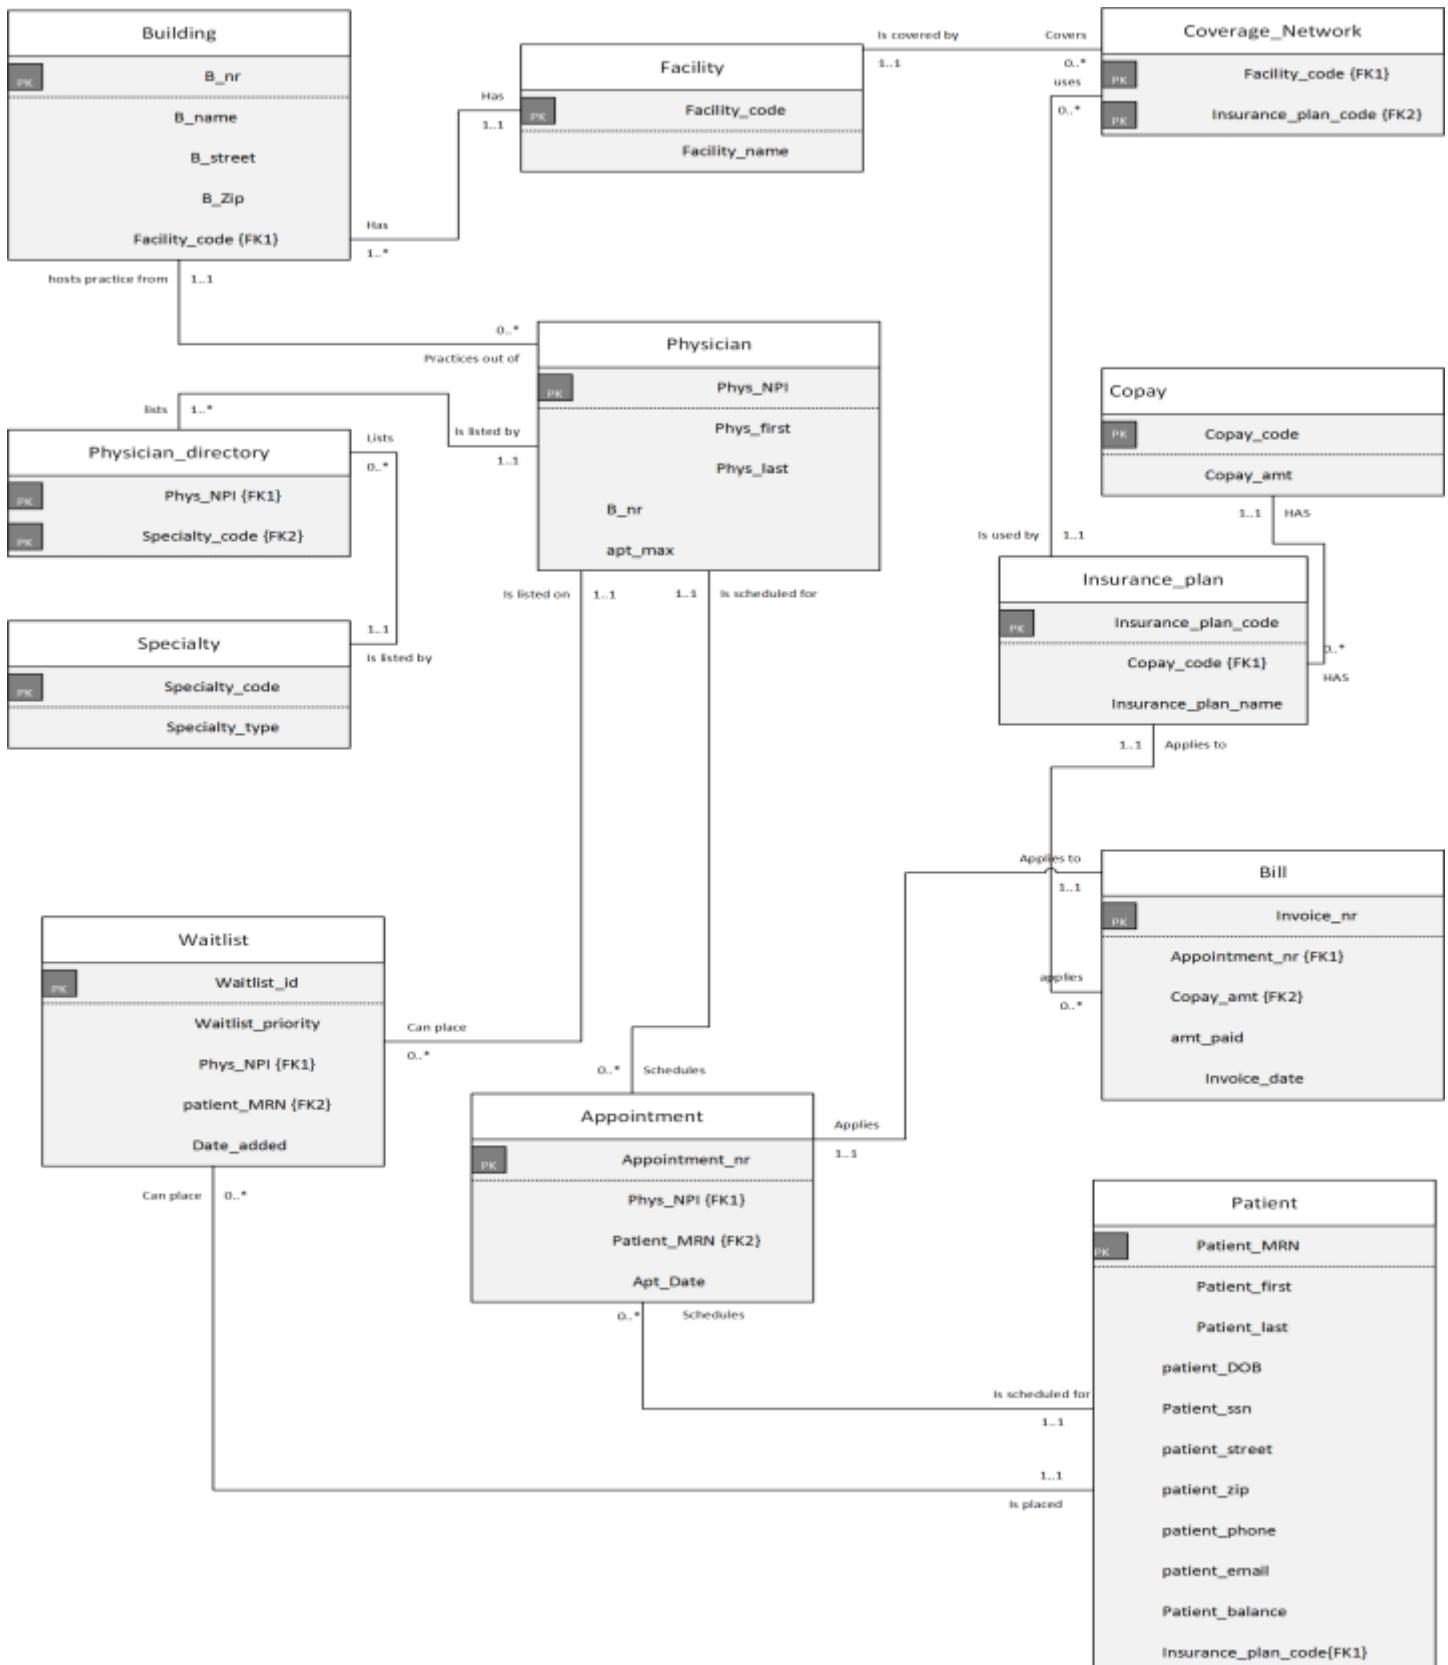 Building
PK B_nr
B_name
B_street
B_Zip
Facility_code {FK1}
Has
1..*
Has
1..1
Facility
PK Facility_code
Facility_name
Is covered by
1..1
Covers
0..*
uses
0..*
Coverage_Network
PK Facility_code {FK1}
PK Insurance_plan_code {FK2}
hosts practice from
1..1
0..*
Practices out of
Physician
PK Phys_NPI
Phys_first
Phys_last
B_nr
apt_max
lists
1..*
Is listed by
1..1
Physician_directory
PK Phys_NPI {FK1}
PK Specialty_code {FK2}
Lists
0..*
1..1
Is listed by
Specialty
PK Specialty_code
Specialty_type
Copay
PK Copay_code
Copay_amt
1..1
HAS
Is used by
1..1
Insurance_plan
PK Insurance_plan_code
Copay_code {FK1}
Insurance_plan_name
0..*
HAS
1..1
Applies to
Is listed on
1..1
1..1
Is scheduled for
Applies to
1..1
Bill
PK Invoice_nr
Appointment_nr {FK1}
Copay_amt {FK2}
amt_paid
Invoice_date
applies
0..*
Waitlist
PK Waitlist_id
Waitlist_priority
Phys_NPI {FK1}
patient_MRN {FK2}
Date_added
Can place
0..*
Can place
0..*
0..*
Schedules
Appointment
PK Appointment_nr
Phys_NPI {FK1}
Patient_MRN {FK2}
Apt_Date
Applies
1..1
0..*
Schedules
Is scheduled for
1..1
1..1
Is placed
Patient
PK Patient_MRN
Patient_first
Patient_last
patient_DOB
Patient_ssn
patient_street
patient_zip
patient_phone
patient_email
Patient_balance
Insurance_plan_code{FK1}